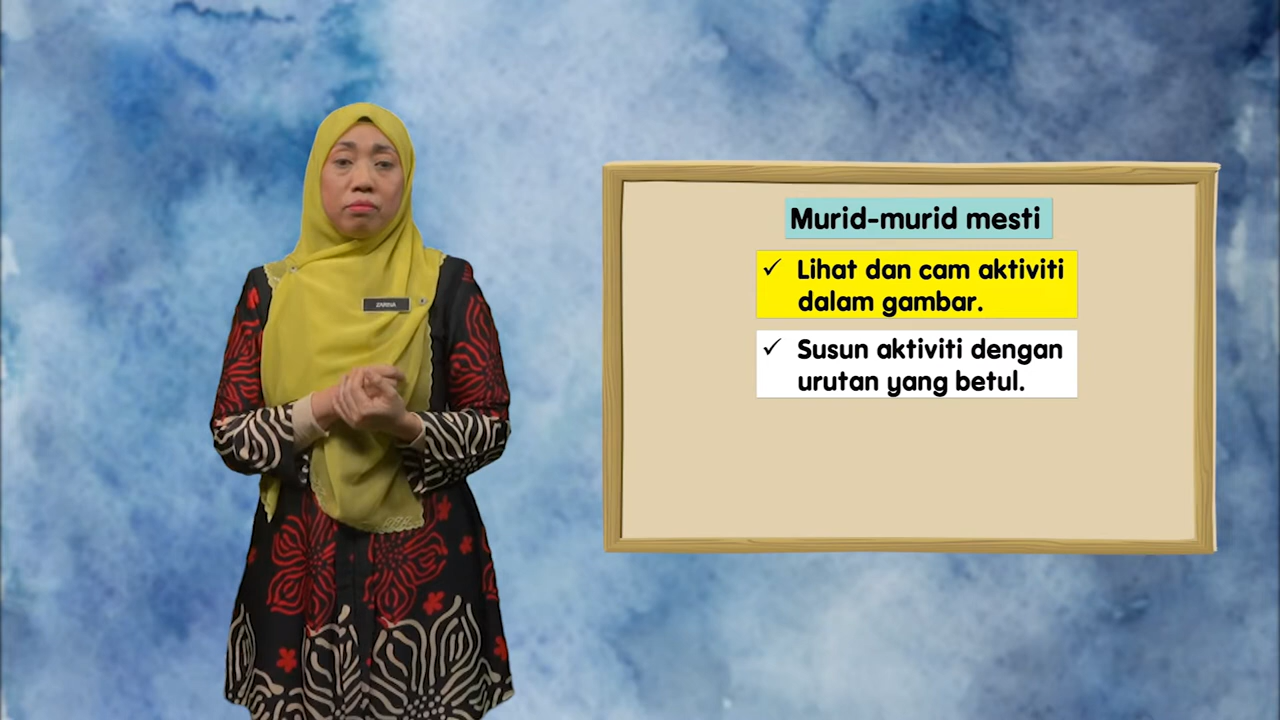 ZARINA
Murid-murid mesti
✓ Lihat dan cam aktiviti
dalam gambar.
✓ Susun aktiviti dengan
urutan yang betul.